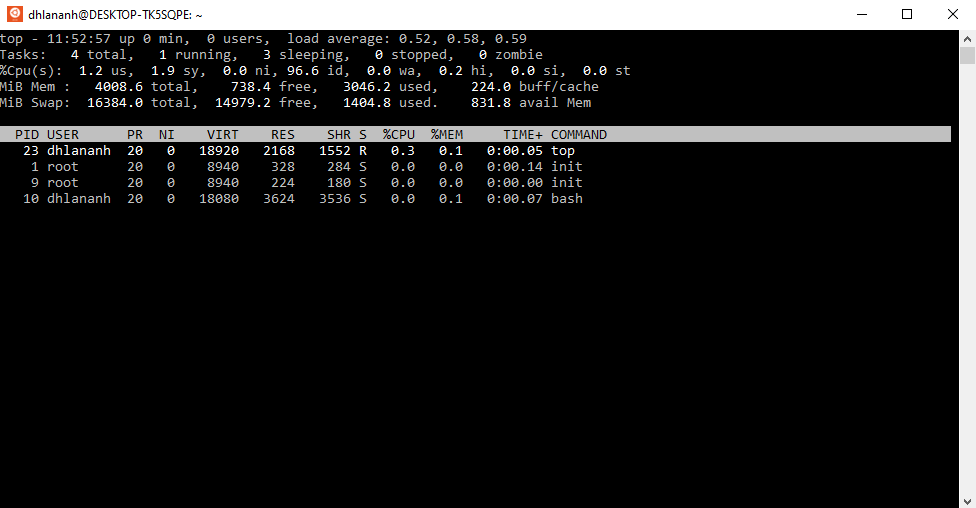 dhlananh@DESKTOP-TK5SQPE: ~
top - 11:52:57 up 0 min,  0 users,  load average: 0.52, 0.58, 0.59
Tasks:   4 total,   1 running,   3 sleeping,   0 stopped,   0 zombie
%Cpu(s):  1.2 us,  1.9 sy,  0.0 ni, 96.6 id,  0.0 wa,  0.2 hi,  0.0 si,  0.0 st
MiB Mem :   4008.6 total,    738.4 free,   3046.2 used,    224.0 buff/cache
MiB Swap:  16384.0 total,  14979.2 free,   1404.8 used.    831.8 avail Mem
  PID USER      PR  NI    VIRT    RES    SHR S  %CPU  %MEM     TIME+ COMMAND
   23 dhlananh  20   0   18920   2168   1552 R   0.3   0.1   0:00.05 top
    1 root      20   0    8940    328    284 S   0.0   0.0   0:00.14 init
    9 root      20   0    8940    224    180 S   0.0   0.0   0:00.00 init
   10 dhlananh  20   0   18080   3624   3536 S   0.0   0.1   0:00.07 bash